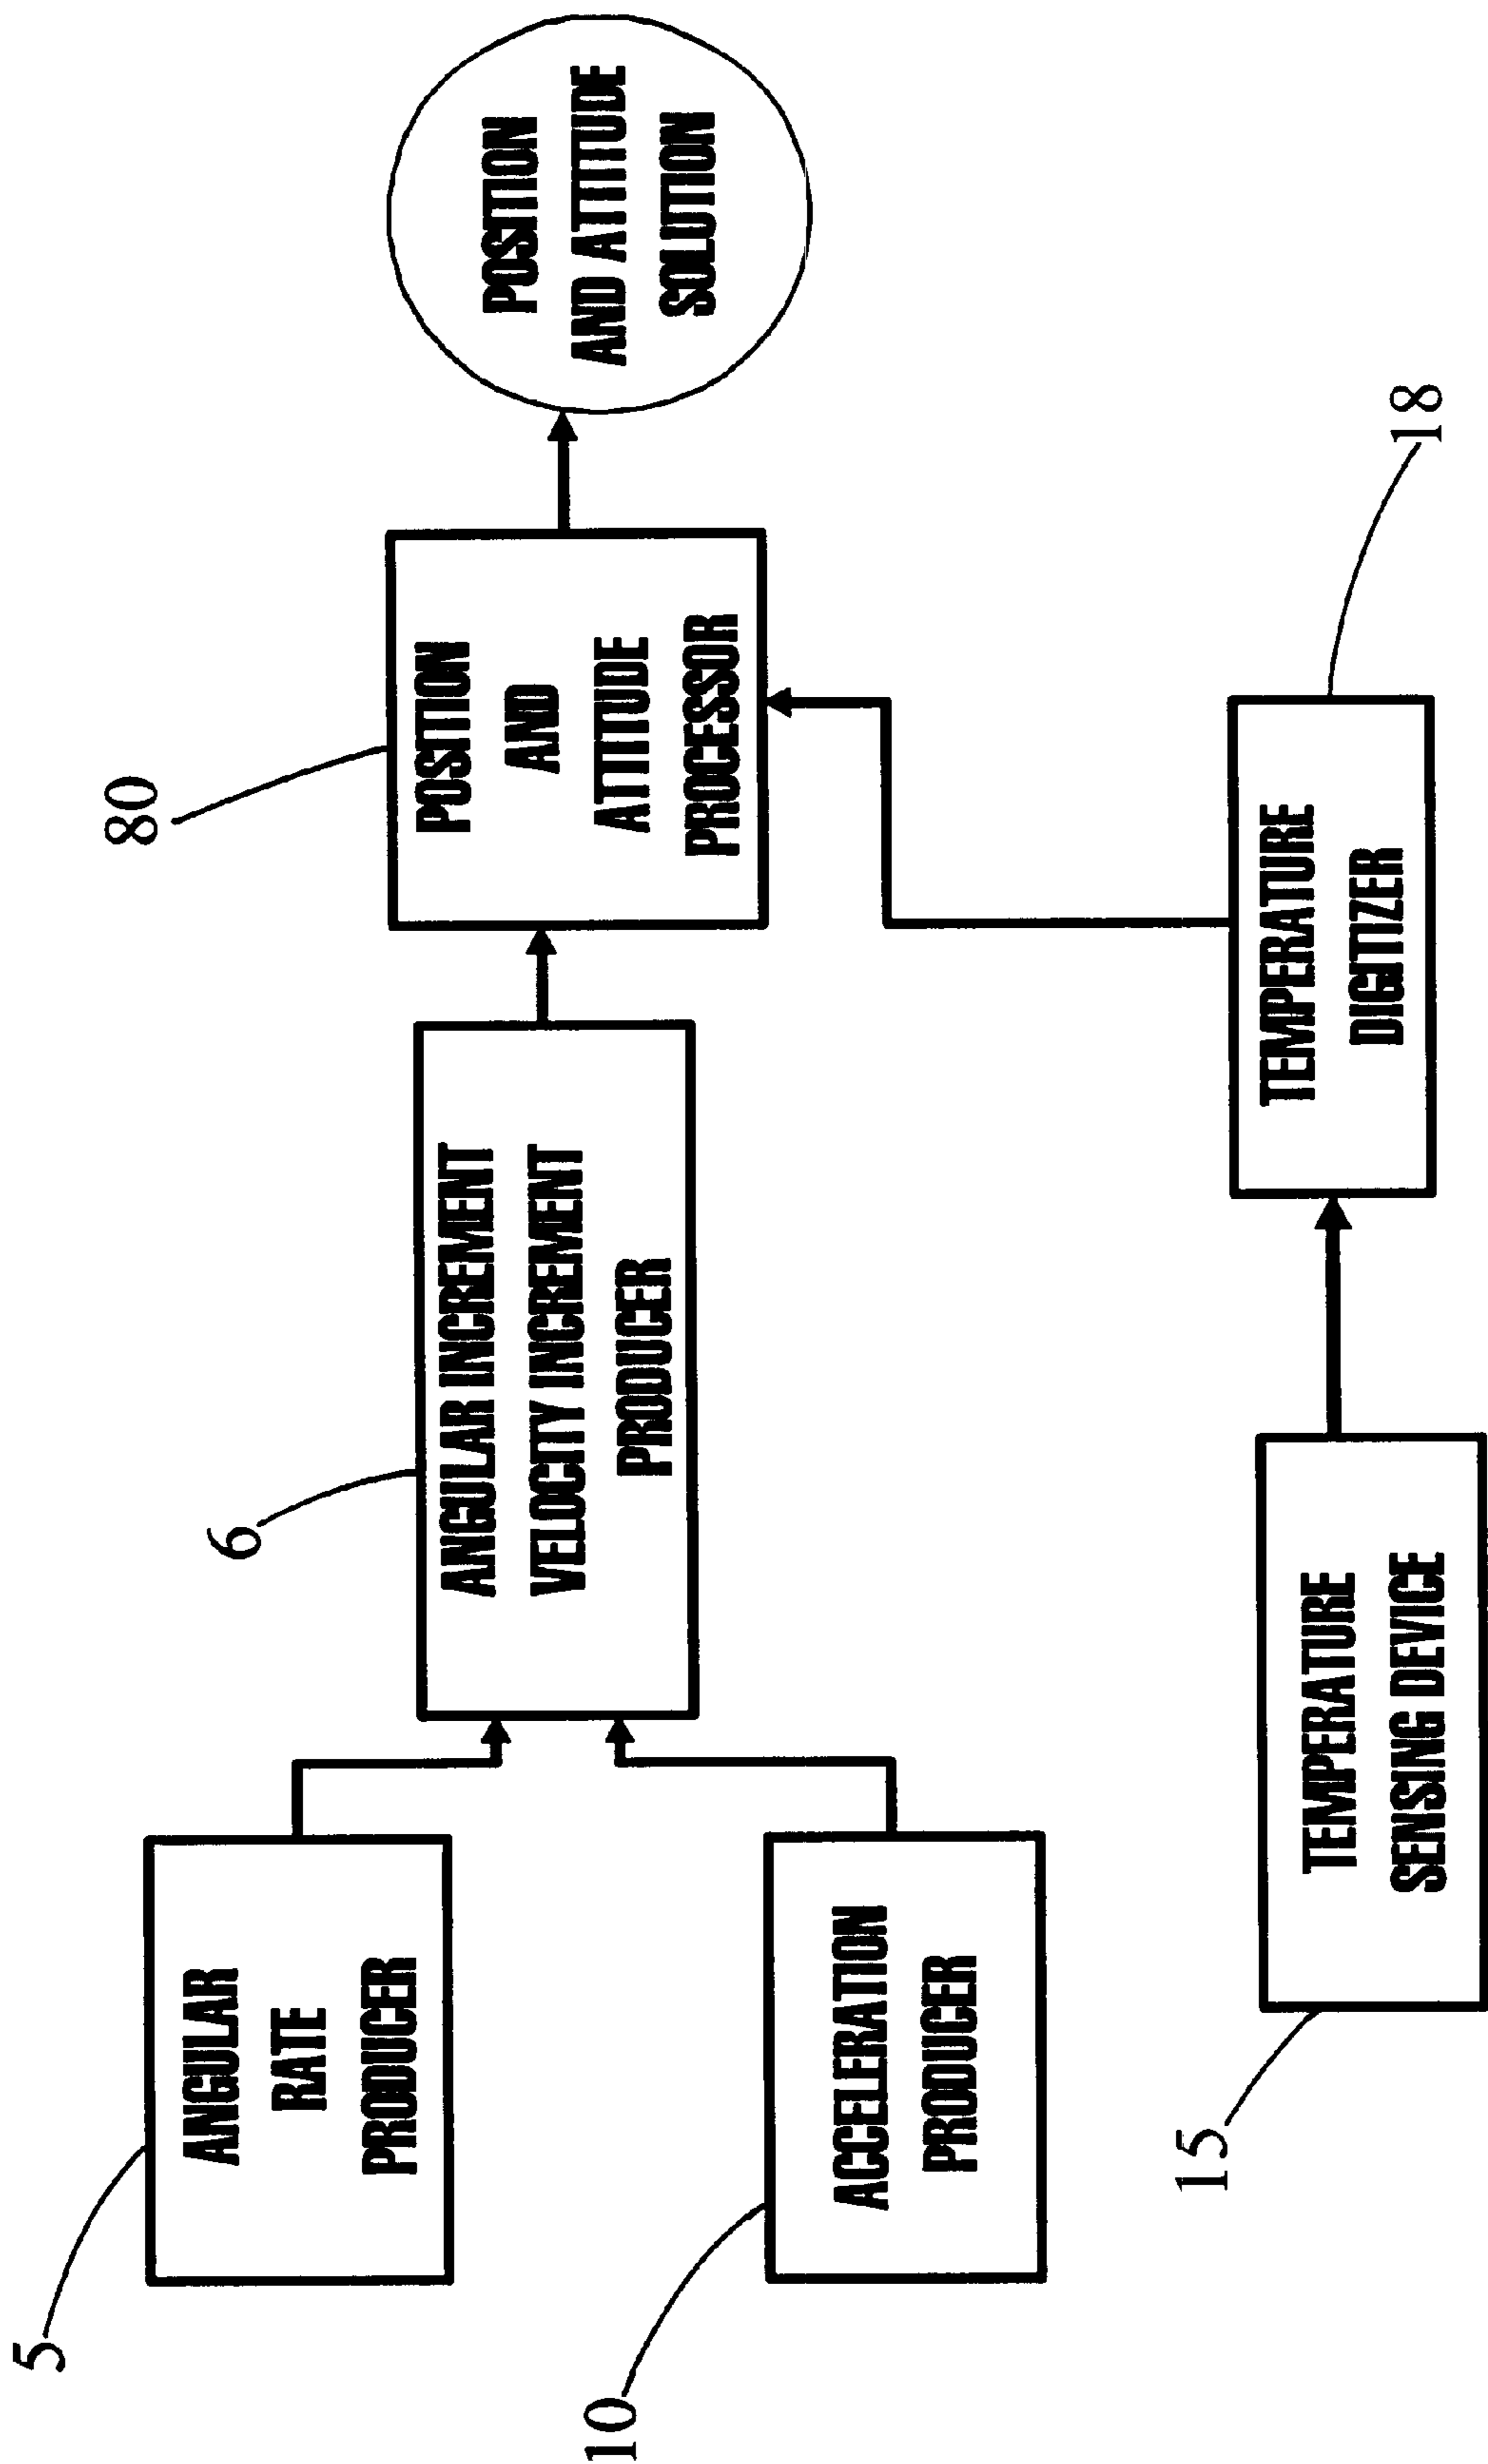 5
ANGULAR
RATE
PRODUCER
10
ACCELERATION
PRODUCER
6
ANGULAR INCREMENT
VELOCITY INCREMENT
PRODUCER
80
POSITION
AND
ATTITUDE
PROCESSOR
POSITION
AND ATTITUDE
SOLUTION
15
TEMPERATURE
SENSING DEVICE
18
TEMPERATURE
DIGITIZER